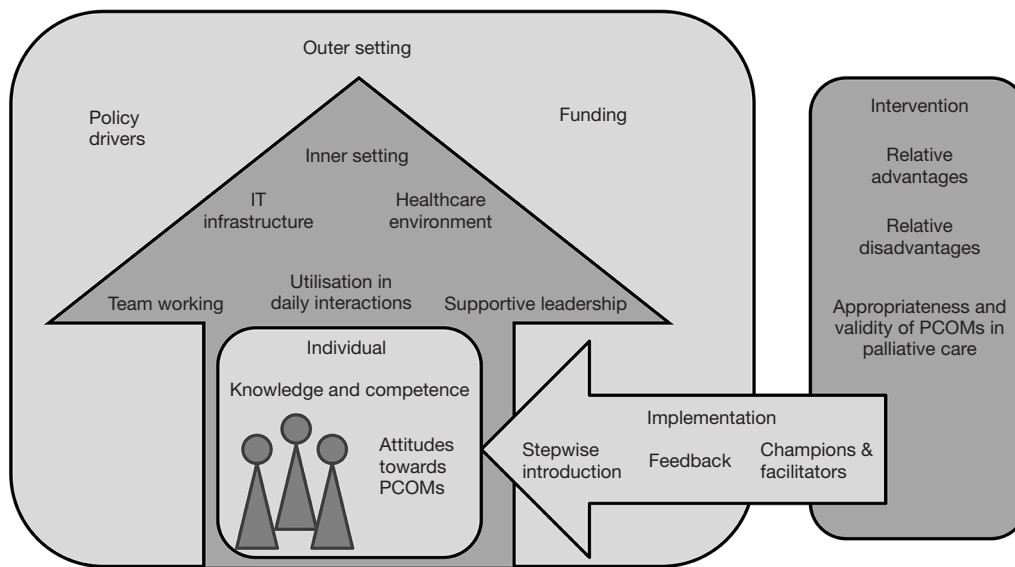 Outer setting
Policy
drivers
Funding
Inner setting
IT
infrastructure
Healthcare
environment
Team working
Utilisation in
daily interactions
Supportive leadership
Individual
Knowledge and competence
Attitudes
towards
PCOMs
Implementation
Stepwise
introduction
Feedback
Champions &
facilitators
Intervention
Relative
advantages
Relative
disadvantages
Appropriateness and
validity of PCOMs in
palliative care